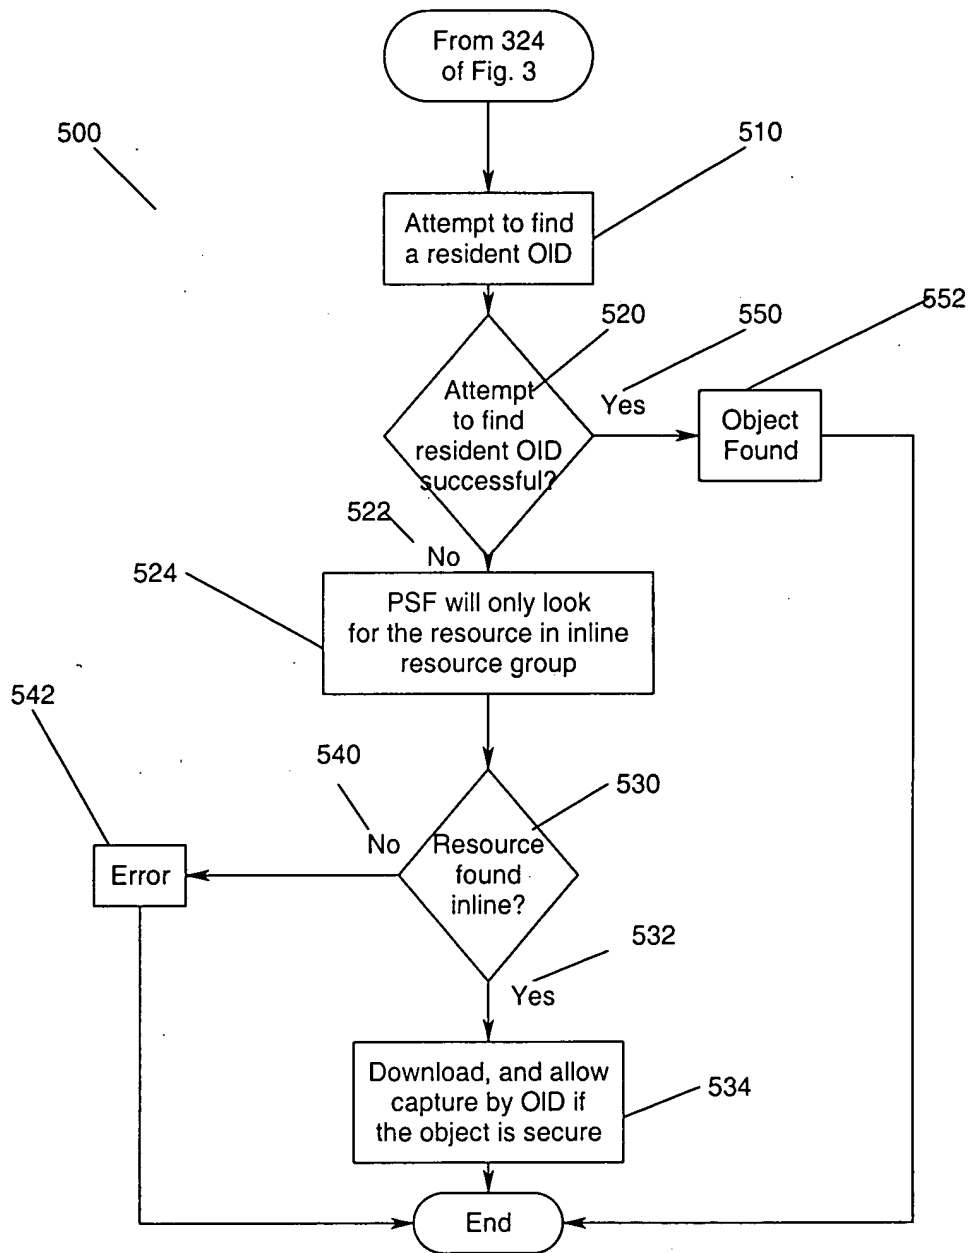 From 324
of Fig. 3
500
510
Attempt to find
a resident OID
520
550
552
Attempt
to find
resident OID
successful?
Yes
Object
Found
522
No
524
PSF will only look
for the resource in inline
resource group
542
540
530
No
Resource
found
inline?
Error
532
Yes
Download, and allow
capture by OID if
the object is secure
534
End